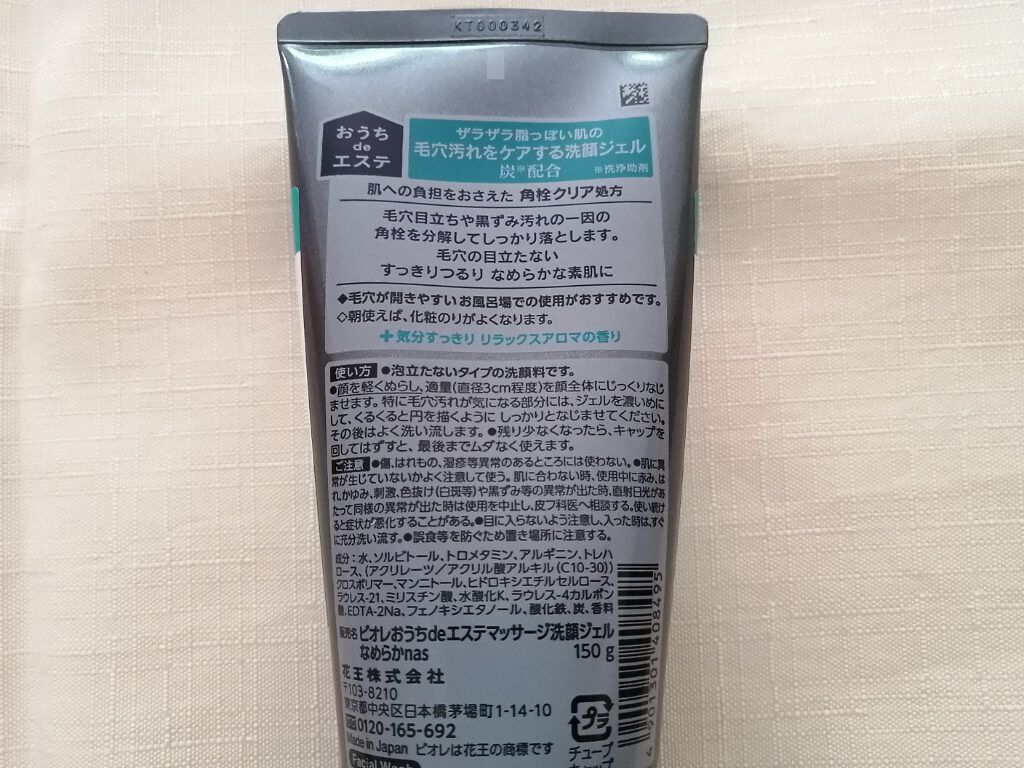 KT000342
おうち
de
エステ
ザラザラ脂っぽい肌の
毛穴汚れをケアする洗顔ジェル
炭※配合 ※洗浄助剤
肌への負担をおさえた 角栓クリア処方
毛穴目立ちや黒ずみ汚れの一因の
角栓を分解してしっかり落とします。
毛穴の目立たない
すっきりつるり なめらかな素肌に
◆毛穴が開きやすいお風呂場での使用がおすすめです。
◇朝使えば、化粧のりがよくなります。
+気分すっきり リラックスアロマの香り
使い方 ●泡立たないタイプの洗顔料です。
●顔を軽くぬらし、適量(直径3cm程度)を顔全体にじっくりなじ
ませます。特に毛穴汚れが気になる部分には、ジェルを濃いめに
して、くるくると円を描くように しっかりとなじませてください。
その後はよく洗い流します。●残り少なくなったら、キャップを
回してはずすと、最後までムダなく使えます。
ご注意 ●傷、はれもの、湿疹等異常のあるところには使わない。●肌に異
常が生じていないかよく注意して使う。肌に合わない時、使用中に赤み、は
れ、かゆみ、刺激、色抜け(白斑等)や黒ずみ等の異常が出た時、直射日光があ
たって同様の異常が出た時は使用を中止し、皮フ科医へ相談する。使い続け
ると症状が悪化することがある。●目に入らないよう注意し、入った時は、すぐ
に充分洗い流す。●誤食等を防ぐため置き場所に注意する。
成分:水、ソルビトール、トロメタミン、アルギニン、トレハ
ロース、(アクリレーツ/アクリル酸アルキル(C10-30))
クロスポリマー、マンニトール、ヒドロキシエチルセルロース、
ラウレス-21、ミリスチン酸、水酸化K、ラウレス-4カルボン
酸、EDTA-2Na、フェノキシエタノール、酸化鉄、炭、香料
販売名 ビオレおうちdeエステマッサージ洗顔ジェル
なめらかnas 150g
花王株式会社
〒103-8210
東京都中央区日本橋茅場町1-14-10
0120-165-692
Made in Japan ビオレは花王の商標です
Facial Wash
プラ
チューブ
キャップ
4901301408495